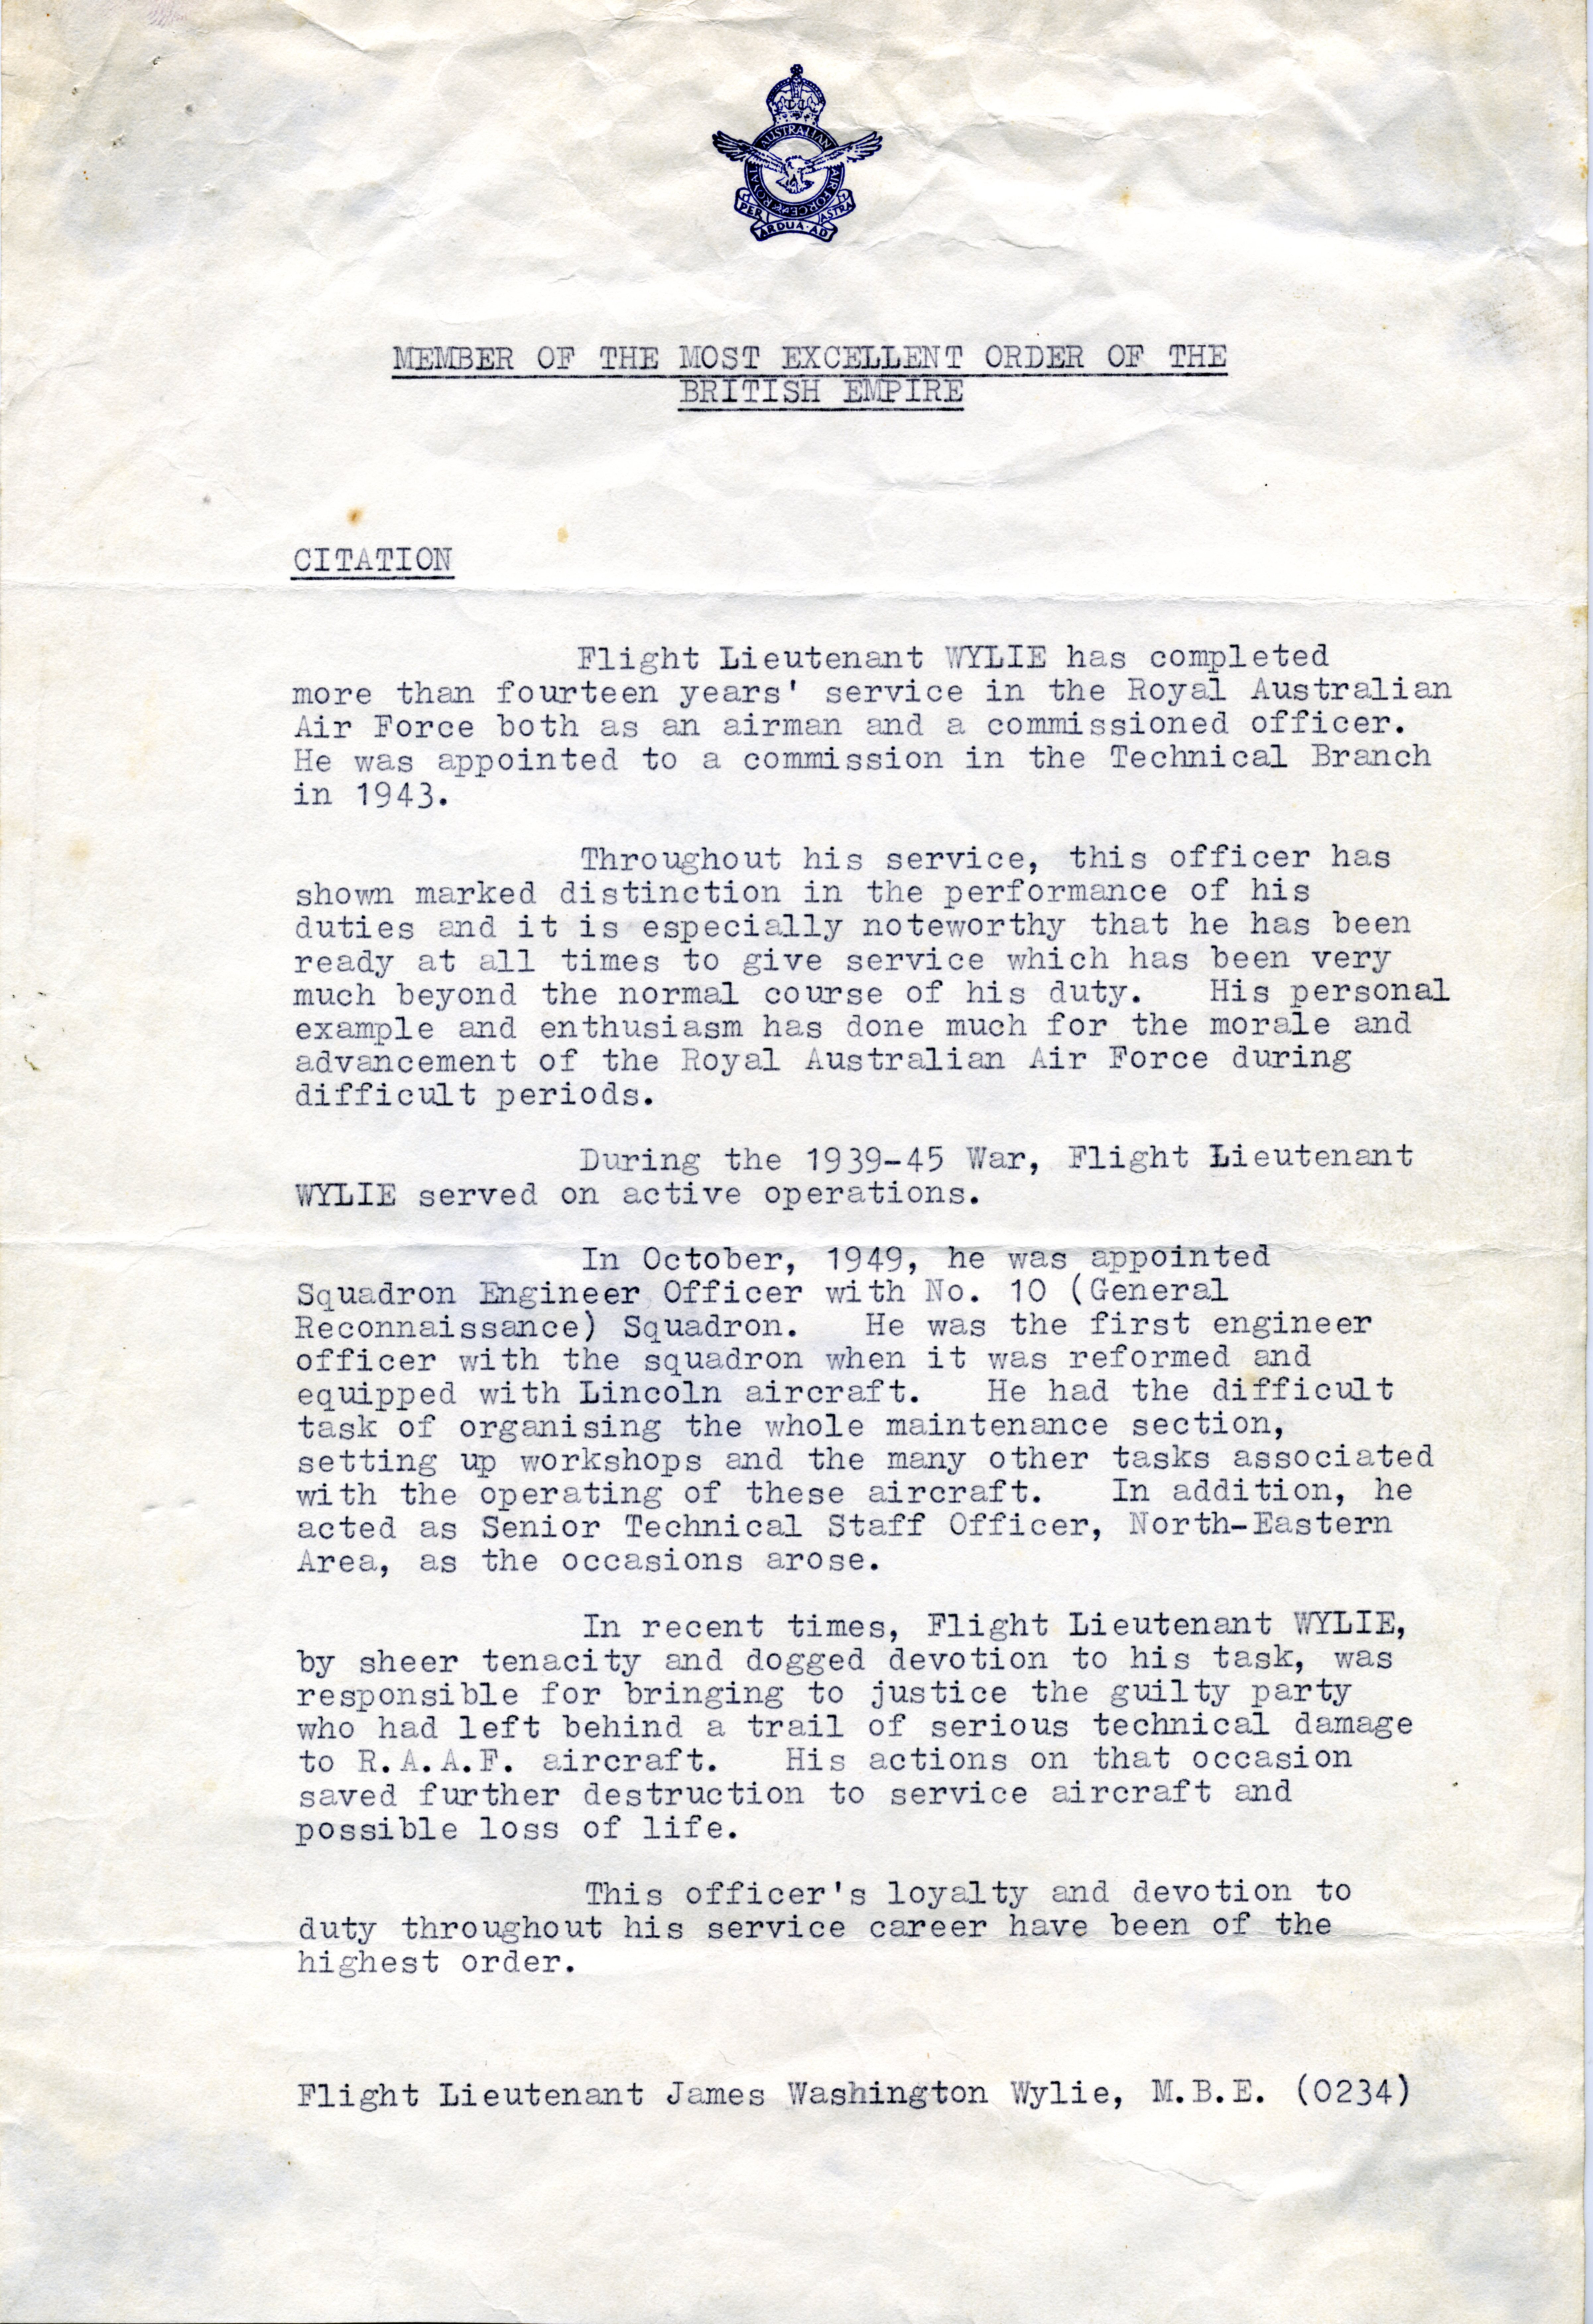 ROYAL AUSTRALIAN AIR FORCE
PER ARDUA AD ASTRA
MEMBER OF THE MOST EXCELLENT ORDER OF THE
BRITISH EMPIRE
CITATION
Flight Lieutenant WYLIE has completed
more than fourteen years' service in the Royal Australian
Air Force both as an airman and a commissioned officer.
He was appointed to a commission in the Technical Branch
in 1943.
Throughout his service, this officer has
shown marked distinction in the performance of his
duties and it is especially noteworthy that he has been
ready at all times to give service which has been very
much beyond the normal course of his duty. His personal
example and enthusiasm has done much for the morale and
advancement of the Royal Australian Air Force during
difficult periods.
During the 1939-45 War, Flight Lieutenant
WYLIE served on active operations.
In October, 1949, he was appointed
Squadron Engineer Officer with No. 10 (General
Reconnaissance) Squadron. He was the first engineer
officer with the squadron when it was reformed and
equipped with Lincoln aircraft. He had the difficult
task of organising the whole maintenance section,
setting up workshops and the many other tasks associated
with the operating of these aircraft. In addition, he
acted as Senior Technical Staff Officer, North-Eastern
Area, as the occasions arose.
In recent times, Flight Lieutenant WYLIE,
by sheer tenacity and dogged devotion to his task, was
responsible for bringing to justice the guilty party
who had left behind a trail of serious technical damage
to R.A.A.F. aircraft. His actions on that occasion
saved further destruction to service aircraft and
possible loss of life.
This officer's loyalty and devotion to
duty throughout his service career have been of the
highest order.
Flight Lieutenant James Washington Wylie, M.B.E. (0234)